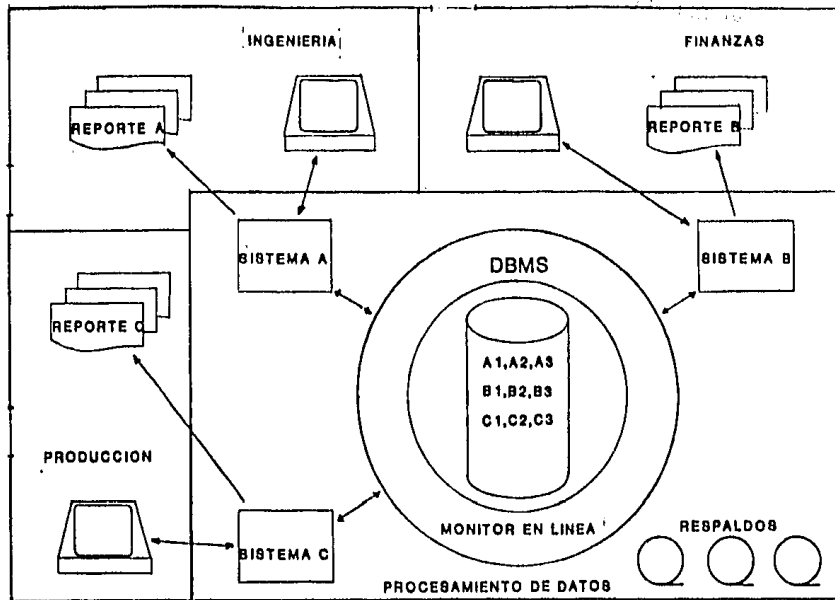 INGENIERIA
FINANZAS
REPORTE A
REPORTE B
SISTEMA A
DBMS
SISTEMA B
REPORTE C
A1,A2,A3
B1,B2,B3
C1,C2,C3
PRODUCCION
MONITOR EN LINEA
RESPALDOS
SISTEMA C
PROCESAMIENTO DE DATOS